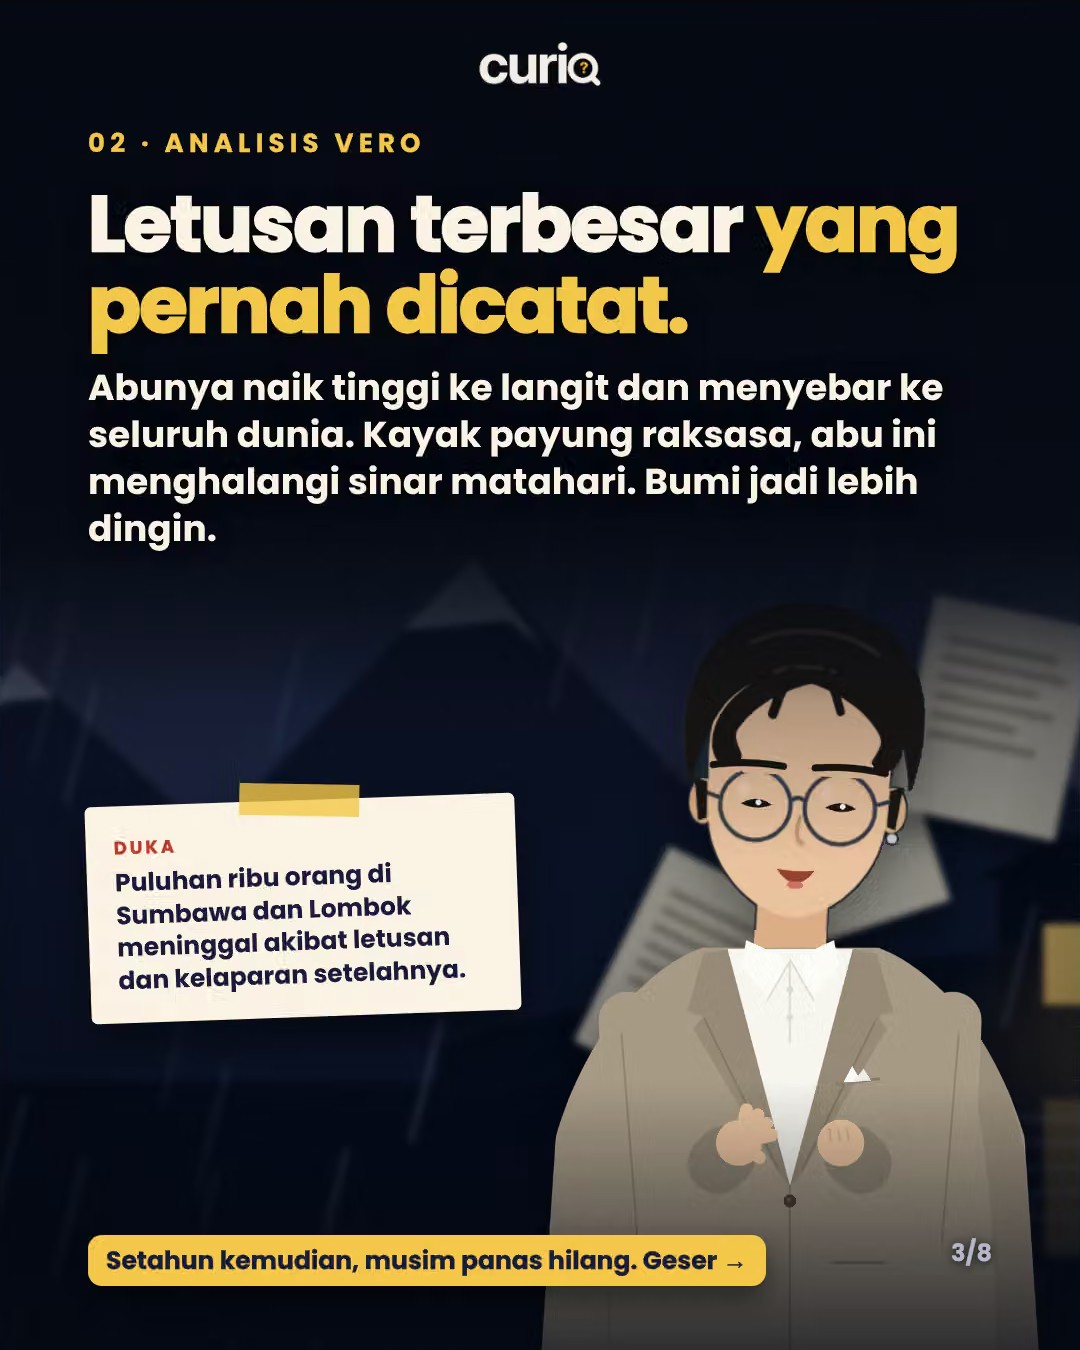 curio
02 · ANALISIS VERO
Letusan terbesar yang
pernah dicatat.
Abunya naik tinggi ke langit dan menyebar ke
seluruh dunia. Kayak payung raksasa, abu ini
menghalangi sinar matahari. Bumi jadi lebih
dingin.
DUKA
Puluhan ribu orang di
Sumbawa dan Lombok
meninggal akibat letusan
dan kelaparan setelahnya.
Setahun kemudian, musim panas hilang. Geser →
3/8